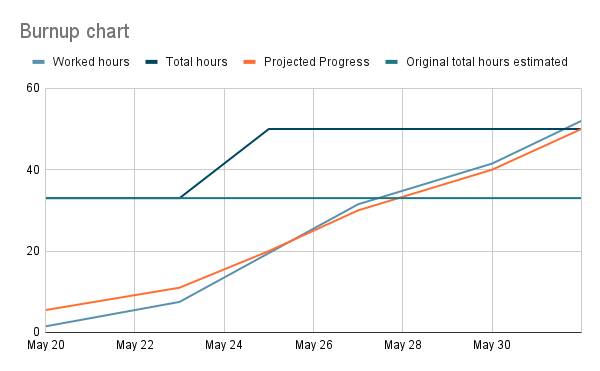 Burnup chart
Worked hours Total hours Projected Progress Original total hours estimated
60
40
20
0
May 20 May 22 May 24 May 26 May 28 May 30